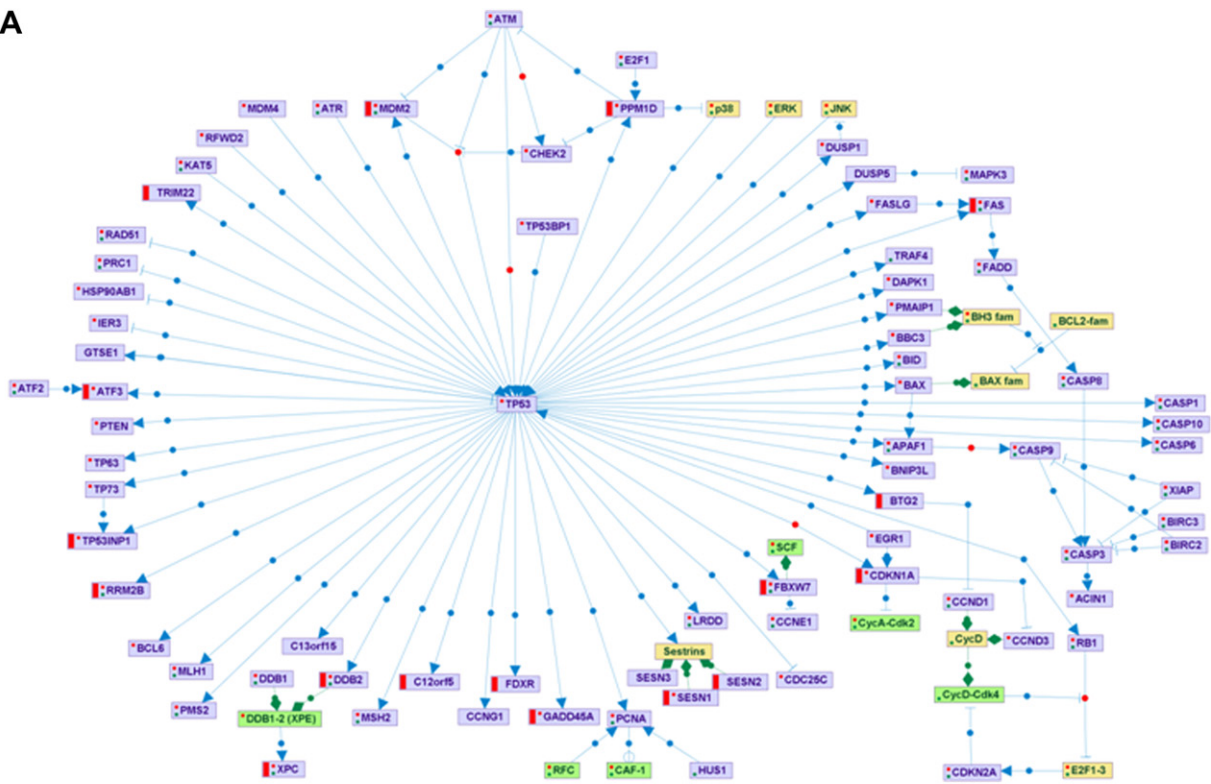 A
ATM
E2F1
MDM4
ATR
MDM2
PPM1D
p38
ERK
JNK
RFWD2
CHEK2
DUSP1
KAT5
DUSP5
MAPK3
TRIM22
FASLG
FAS
TP53BP1
RAD51
TRAF4
PRC1
FADD
DAPK1
HSP90AB1
PMAIP1
BH3 fam
BCL2-fam
IER3
BBC3
GTSE1
BID
ATF2
ATF3
BAX
BAX fam
CASP8
TP53
CASP1
PTEN
CASP10
APAF1
CASP9
CASP6
TP63
BNIP3L
TP73
XIAP
BTG2
BIRC3
TP53INP1
EGR1
SCF
BIRC2
CASP3
RRM2B
FBXW7
CDKN1A
ACIN1
CCND1
LRDD
CCNE1
CycA-Cdk2
BCL6
C13orf15
Sestrins
CycD
CCND3
RB1
MLH1
DDB1
DDB2
C12orf5
FDXR
SESN3
SESN2
CDC25C
SESN1
CycD-Cdk4
PMS2
DDB1-2 (XPE)
MSH2
CCNG1
GADD45A
PCNA
XPC
RFC
CAF-1
HUS1
CDKN2A
E2F1-3